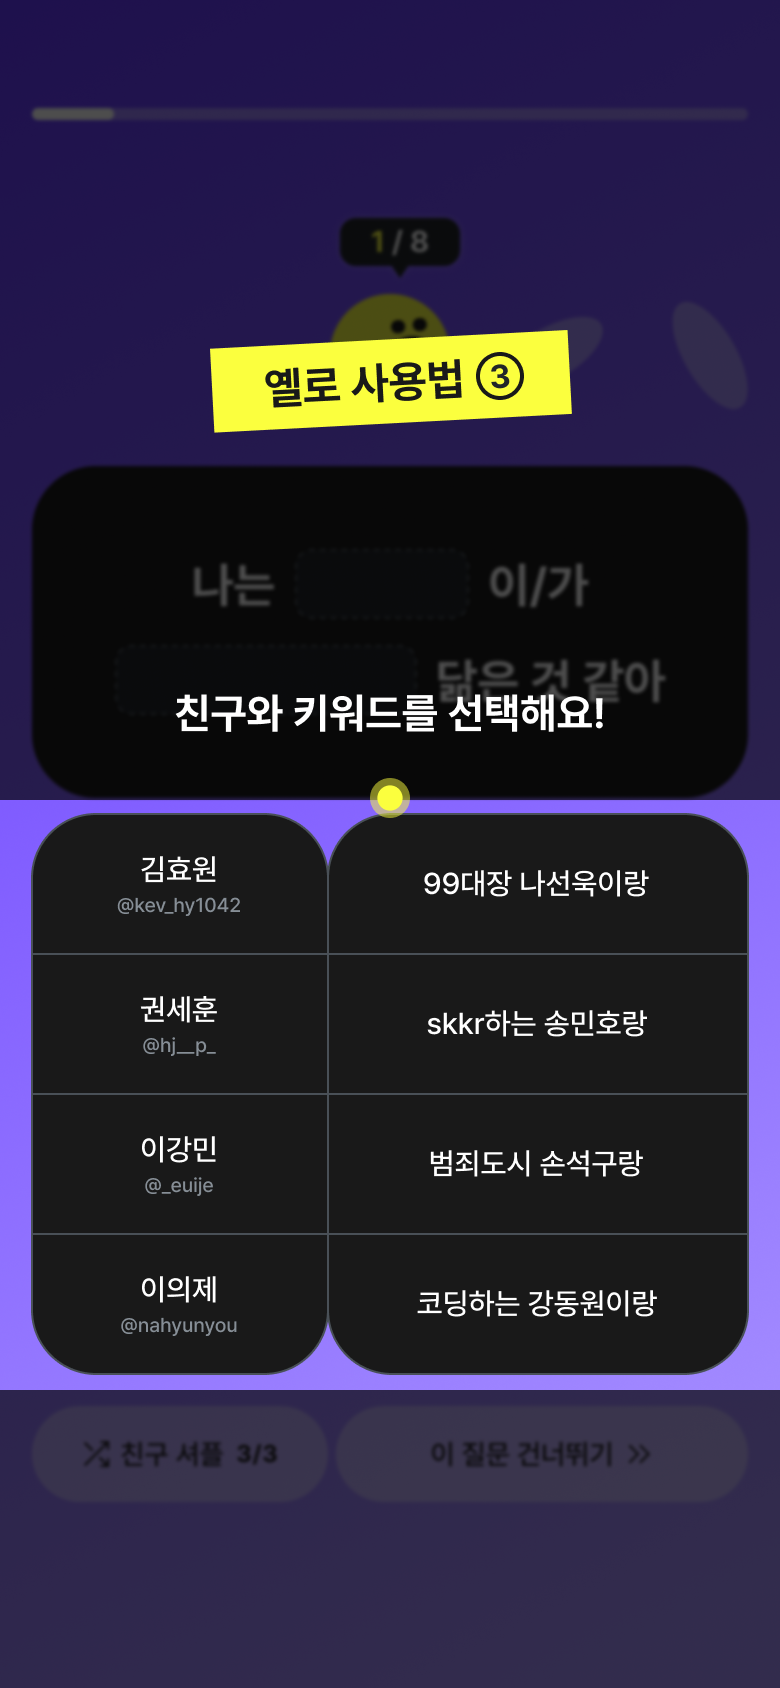 1 / 8
옐로 사용법 ③
나는 이/가
닮은 것 같아
친구와 키워드를 선택해요!
김효원
@kev_hy1042
99대장 나선욱이랑
권세훈
@hj__p_
skkr하는 송민호랑
이강민
@_euije
범죄도시 손석구랑
이의제
@nahyunyou
코딩하는 강동원이랑
친구 셔플 3/3
이 질문 건너뛰기